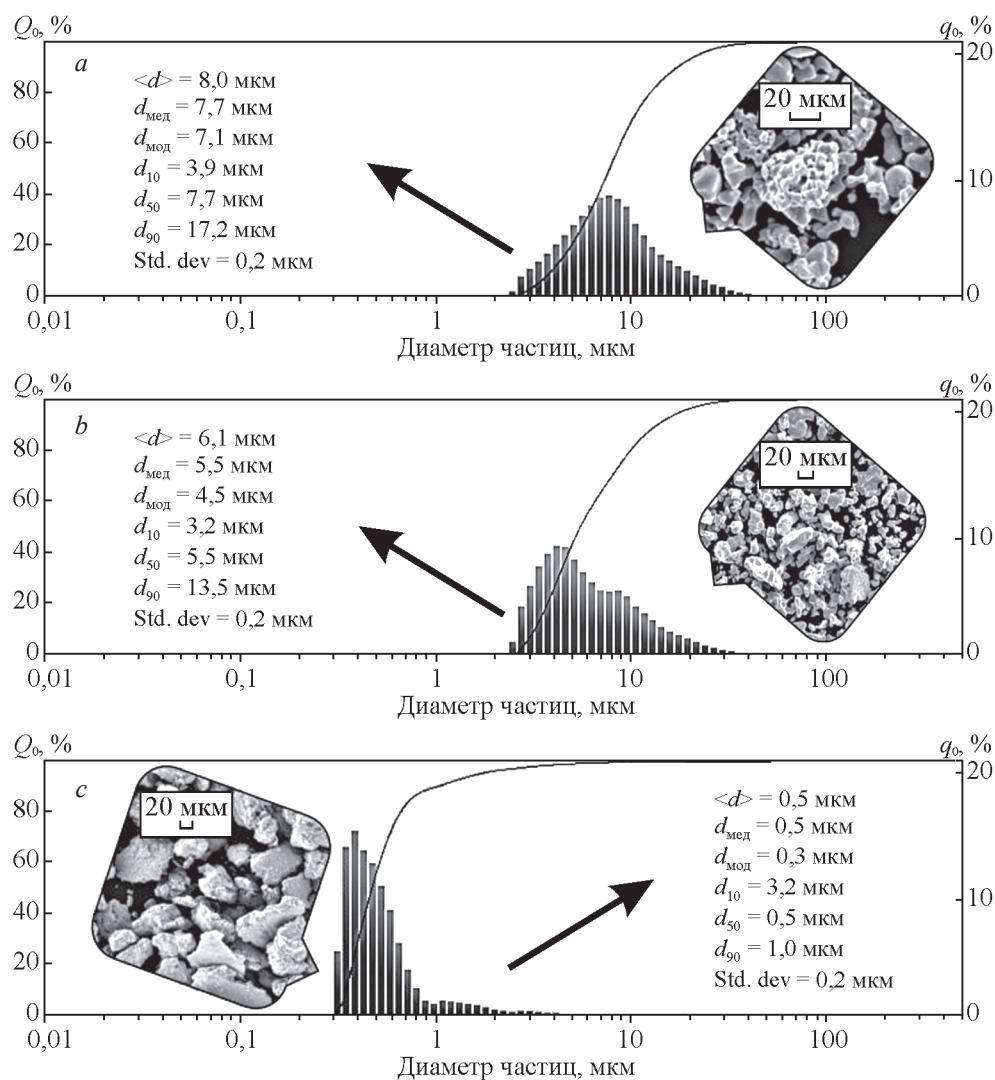 Q₀, % q₀, %
a
<d> = 8,0 мкм
dмед = 7,7 мкм
dмод = 7,1 мкм
d₁₀ = 3,9 мкм
d₅₀ = 7,7 мкм
d₉₀ = 17,2 мкм
Std. dev = 0,2 мкм
20 мкм
80
60
40
20
0
20
10
0
0,01 0,1 1 10 100
Диаметр частиц, мкм
Q₀, % q₀, %
b
<d> = 6,1 мкм
dмед = 5,5 мкм
dмод = 4,5 мкм
d₁₀ = 3,2 мкм
d₅₀ = 5,5 мкм
d₉₀ = 13,5 мкм
Std. dev = 0,2 мкм
20 мкм
80
60
40
20
0
20
10
0
0,01 0,1 1 10 100
Диаметр частиц, мкм
Q₀, % q₀, %
c
20 мкм
<d> = 0,5 мкм
dмед = 0,5 мкм
dмод = 0,3 мкм
d₁₀ = 3,2 мкм
d₅₀ = 0,5 мкм
d₉₀ = 1,0 мкм
Std. dev = 0,2 мкм
80
60
40
20
0
20
10
0
0,01 0,1 1 10 100
Диаметр частиц, мкм